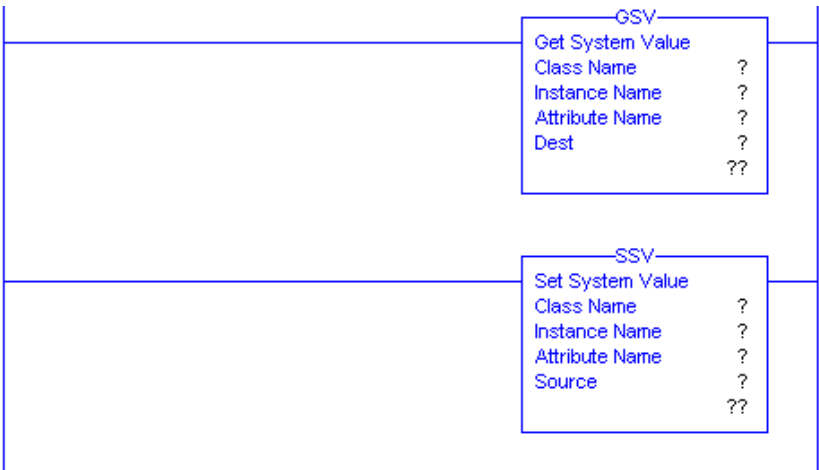 GSV
Get System Value
Class Name ?
Instance Name ?
Attribute Name ?
Dest ?
??
SSV
Set System Value
Class Name ?
Instance Name ?
Attribute Name ?
Source ?
??